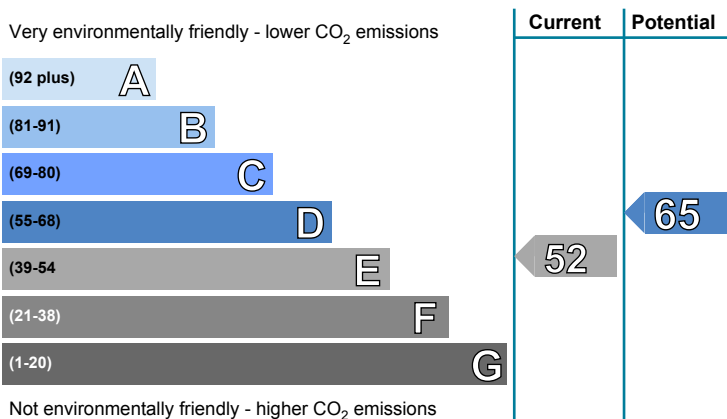 Very environmentally friendly - lower CO₂ emissions
Current
Potential
(92 plus) A
(81-91) B
(69-80) C
(55-68) D
65
(39-54 E
52
(21-38) F
(1-20) G
Not environmentally friendly - higher CO₂ emissions